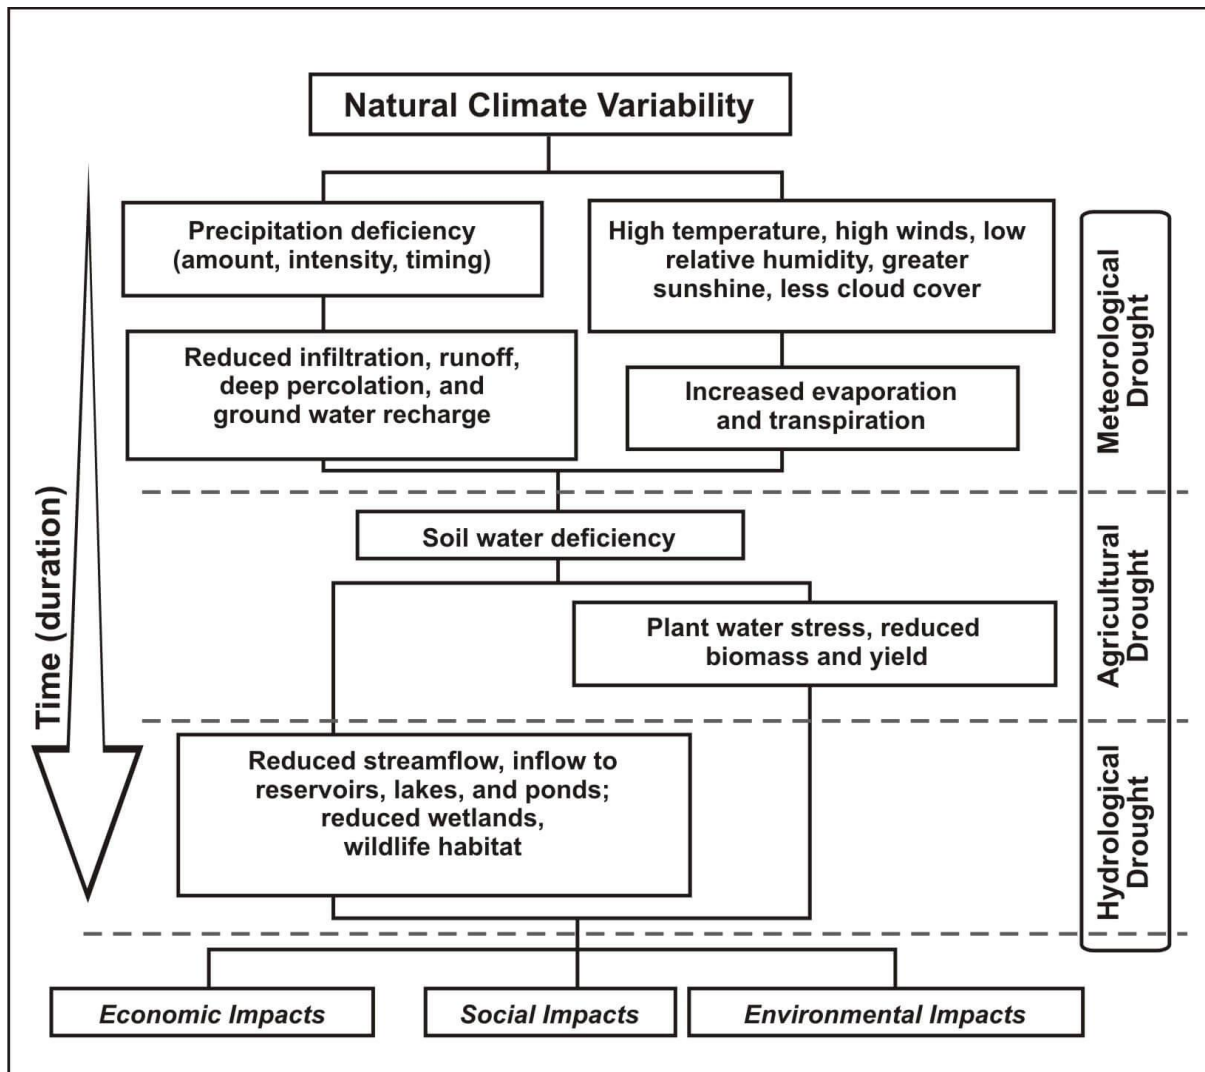 Natural Climate Variability
Precipitation deficiency
(amount, intensity, timing)
High temperature, high winds, low
relative humidity, greater
sunshine, less cloud cover
Reduced infiltration, runoff,
deep percolation, and
ground water recharge
Increased evaporation
and transpiration
Meteorological
Drought
Time (duration)
Soil water deficiency
Plant water stress, reduced
biomass and yield
Agricultural
Drought
Reduced streamflow, inflow to
reservoirs, lakes, and ponds;
reduced wetlands,
wildlife habitat
Hydrological
Drought
Economic Impacts
Social Impacts
Environmental Impacts